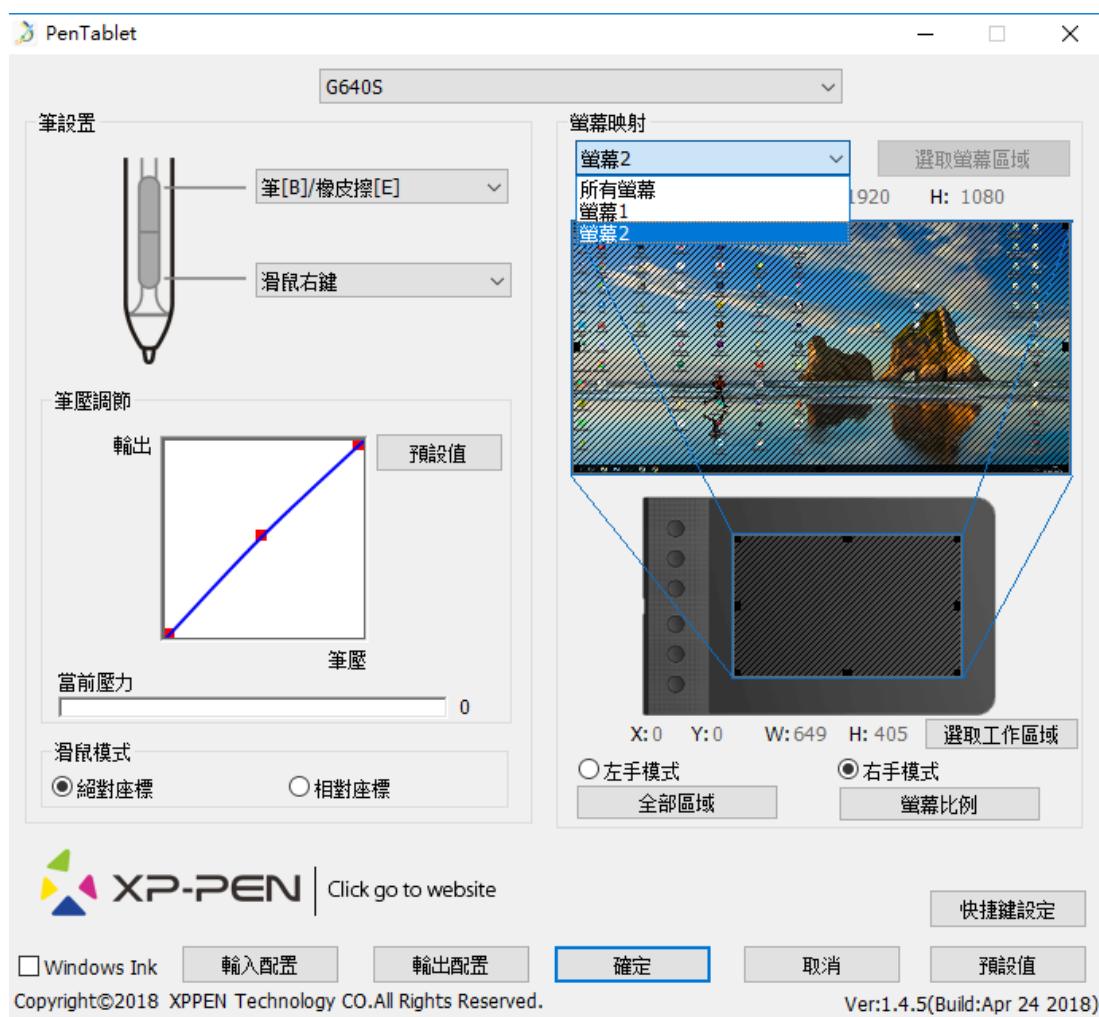 PenTablet
G640S
筆設置
筆[B]/橡皮擦[E]
滑鼠右鍵
筆壓調節
輸出
預設值
筆壓
當前壓力
0
滑鼠模式
絕對座標
相對座標
螢幕映射
螢幕2
選取螢幕區域
所有螢幕
螢幕1
螢幕2
1920 H: 1080
X: 0 Y: 0 W: 649 H: 405 選取工作區域
左手模式
右手模式
全部區域
螢幕比例
XP-PEN
Click go to website
快捷鍵設定
Windows Ink
輸入配置
輸出配置
確定
取消
預設值
Copyright©2018 XPPEN Technology CO.All Rights Reserved.
Ver:1.4.5(Build:Apr 24 2018)